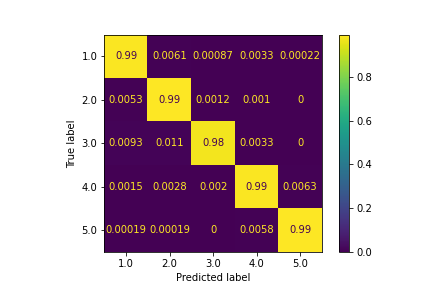 1.0 0.99 0.0061 0.00087 0.0033 0.00022
2.0 0.0053 0.99 0.0012 0.001 0
3.0 0.0093 0.011 0.98 0.0033 0
4.0 0.0015 0.0028 0.002 0.99 0.0063
5.0 0.00019 0.00019 0 0.0058 0.99
1.0 2.0 3.0 4.0 5.0
Predicted label
True label
0.8
0.6
0.4
0.2
0.0